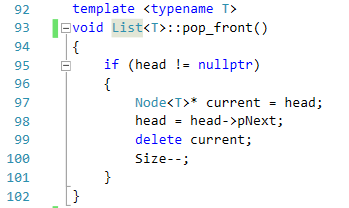 92 template <typename T>
93 void List<T>::pop_front()
94 {
95 if (head != nullptr)
96 {
97 Node<T>* current = head;
98 head = head->pNext;
99 delete current;
100 Size--;
101 }
102 }